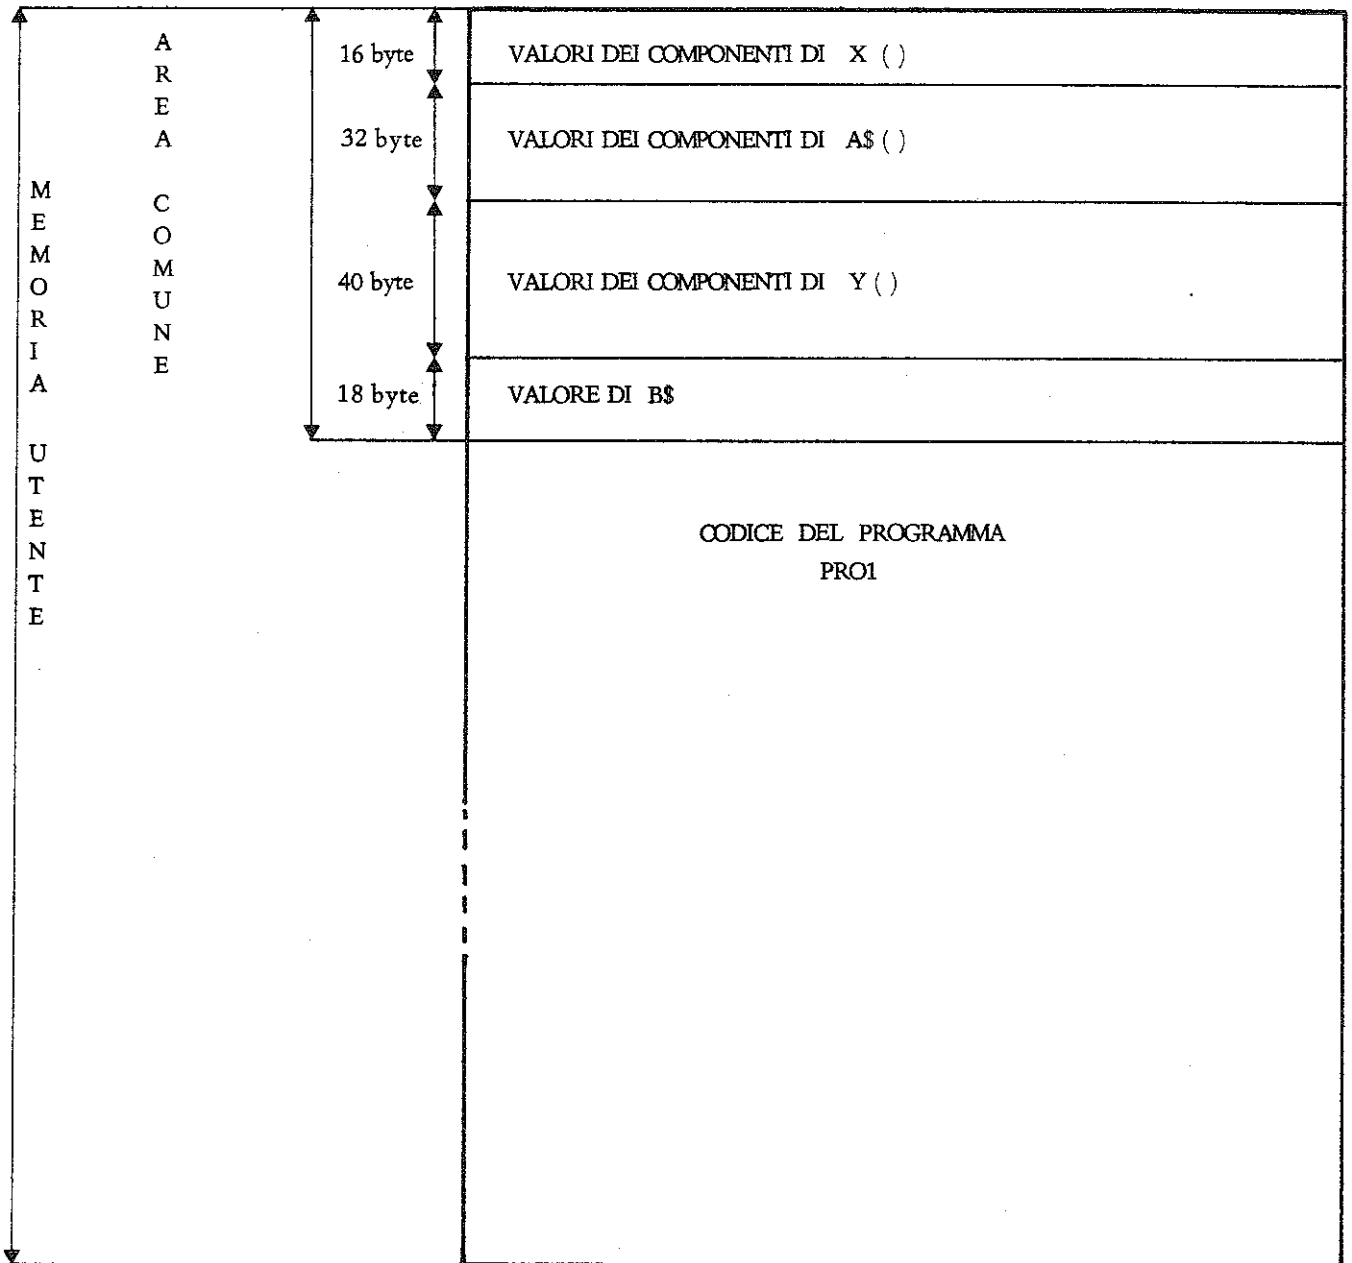 MEMORIA UTENTE
AREA COMUNE
16 byte VALORI DEI COMPONENTI DI X ( )
32 byte VALORI DEI COMPONENTI DI A$ ( )
40 byte VALORI DEI COMPONENTI DI Y ( )
18 byte VALORE DI B$
CODICE DEL PROGRAMMA
PRO1